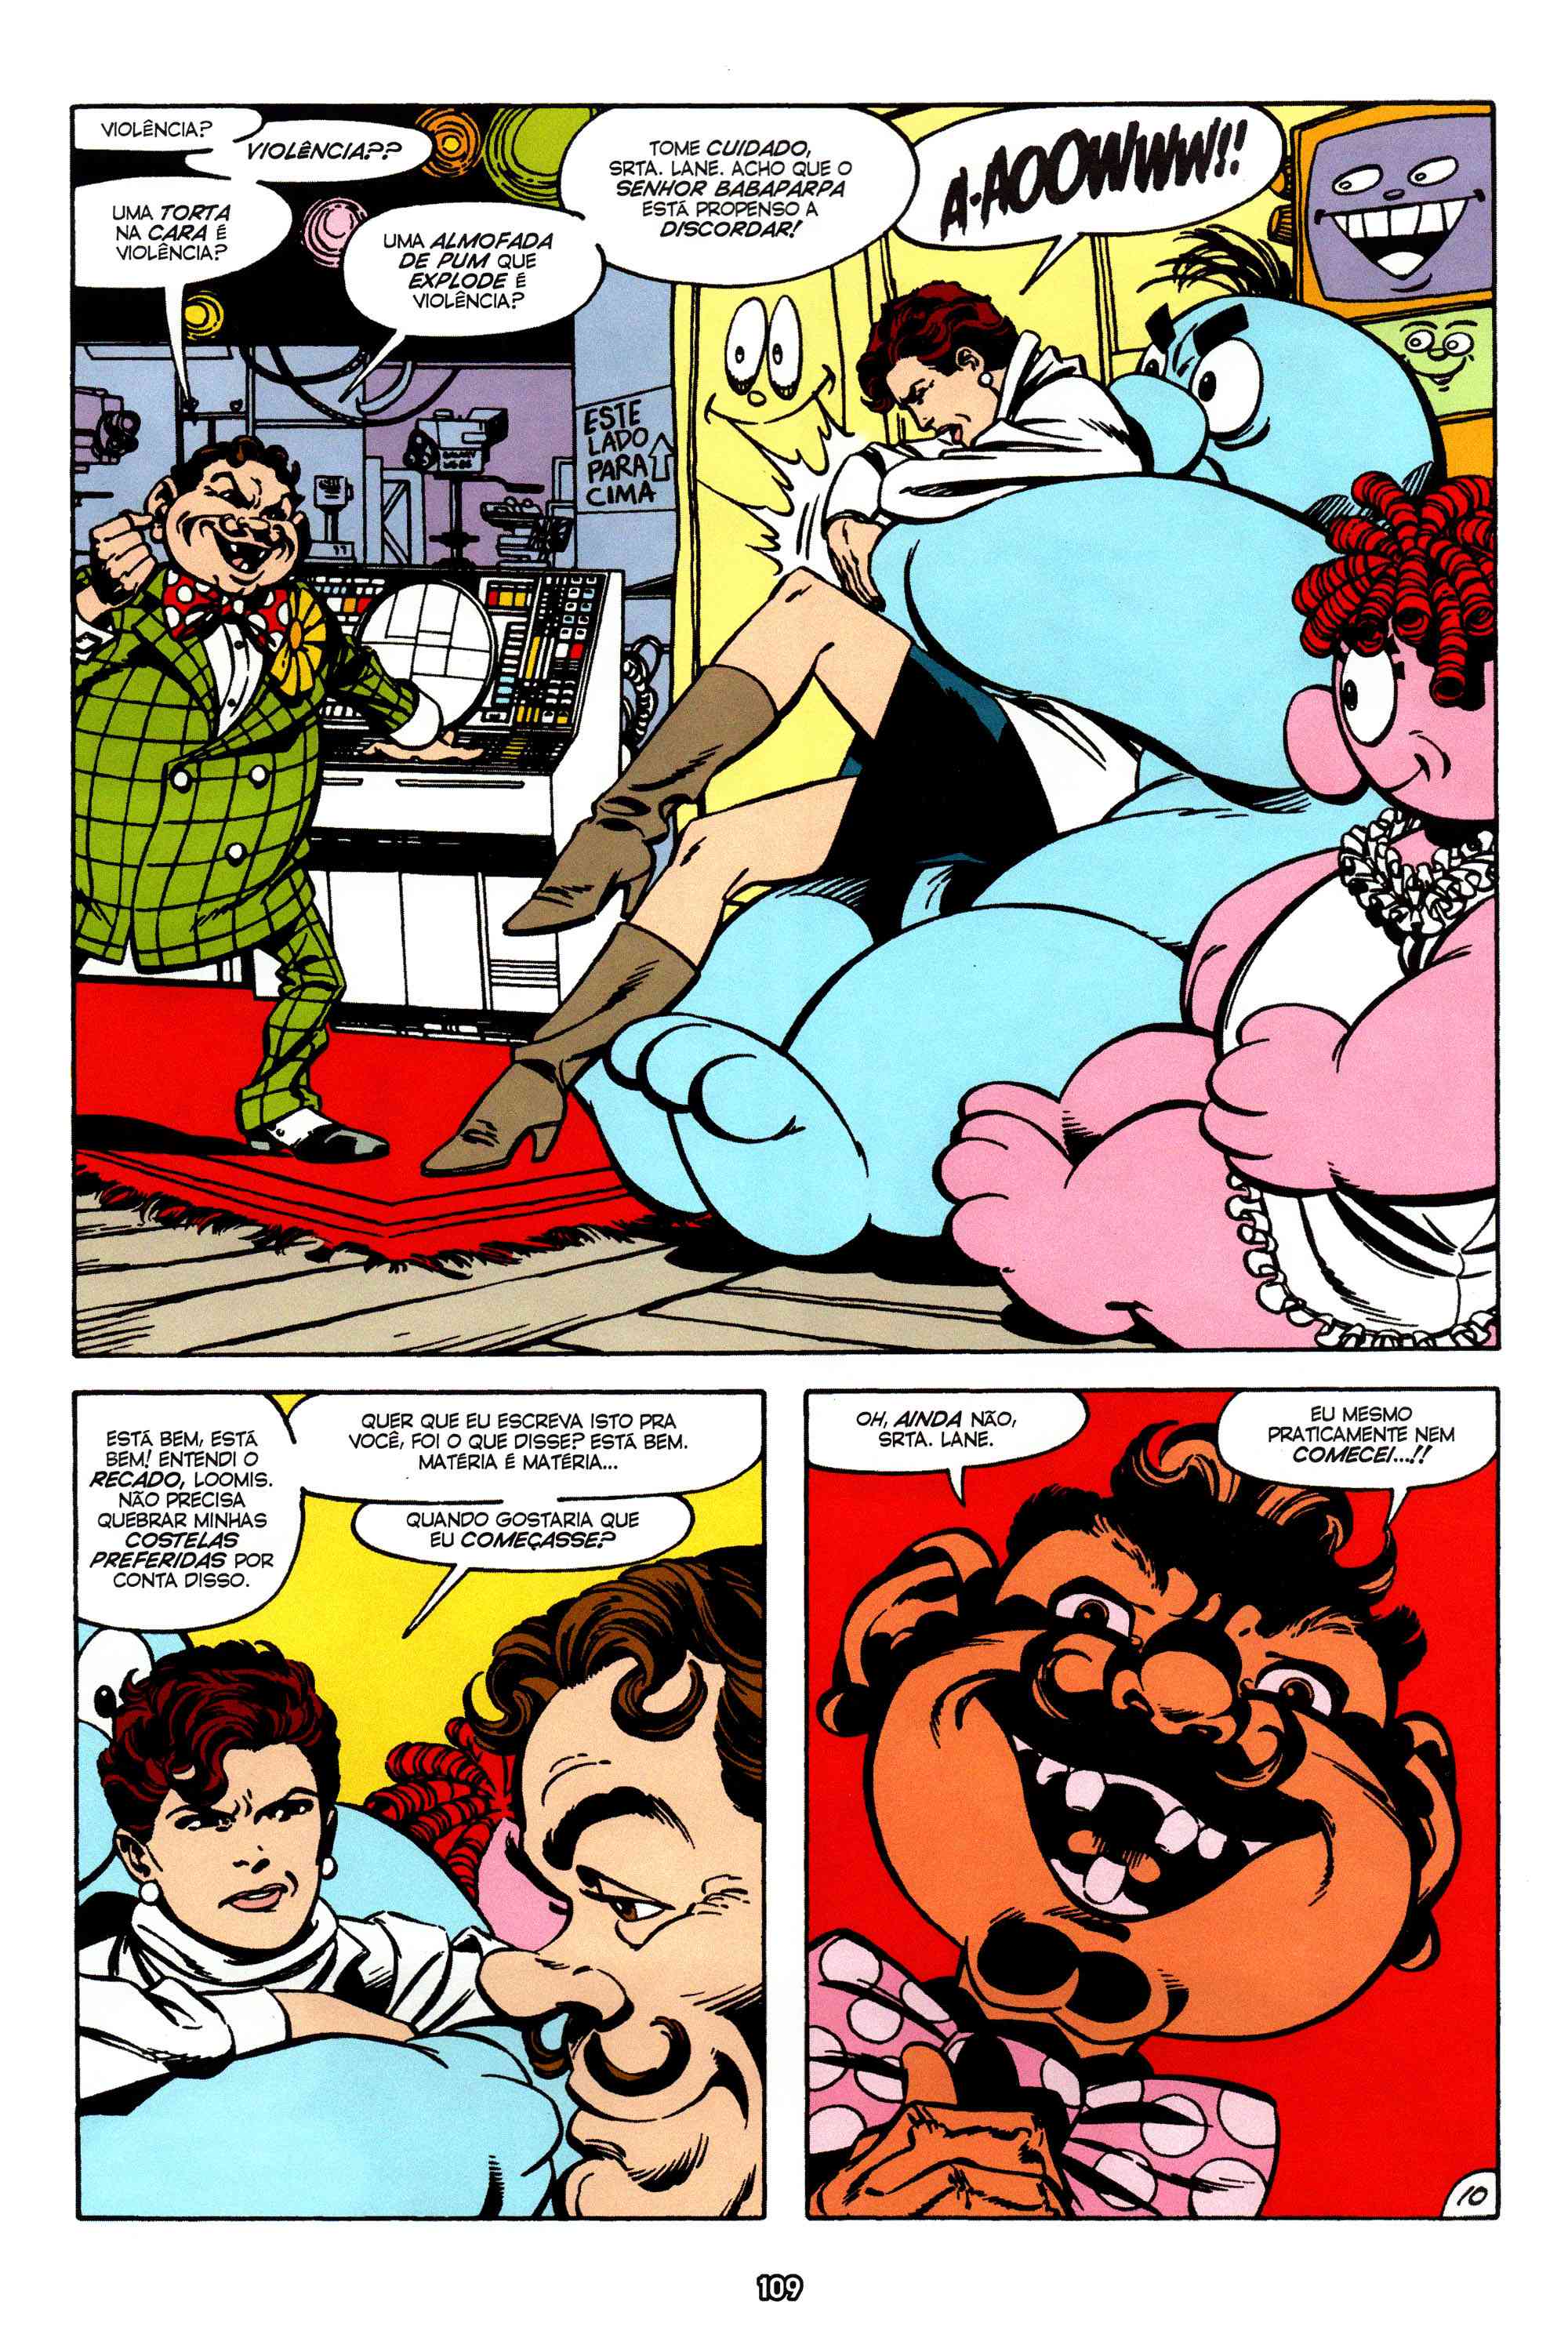 VIOLÊNCIA?
VIOLÊNCIA??
UMA TORTA
NA CARA É
VIOLÊNCIA?
UMA ALMOFADA
DE PUM QUE
EXPLODE É
VIOLÊNCIA?
TOME CUIDADO,
SRTA. LANE. ACHO QUE O
SENHOR BABAPARPA
ESTÁ PROPENSO A
DISCORDAR!
A-AOOWWW!!
ESTE
LADO
PARA
CIMA
ESTÁ BEM, ESTÁ
BEM! ENTENDI O
RECADO, LOOMIS.
NÃO PRECISA
QUEBRAR MINHAS
COSTELAS
PREFERIDAS POR
CONTA DISSO.
QUER QUE EU ESCREVA ISTO PRA
VOCÊ, FOI O QUE DISSE? ESTÁ BEM.
MATÉRIA É MATÉRIA...
QUANDO GOSTARIA QUE
EU COMEÇASSE?
OH, AINDA NÃO,
SRTA. LANE.
EU MESMO
PRATICAMENTE NEM
COMECEI...!!
10
109